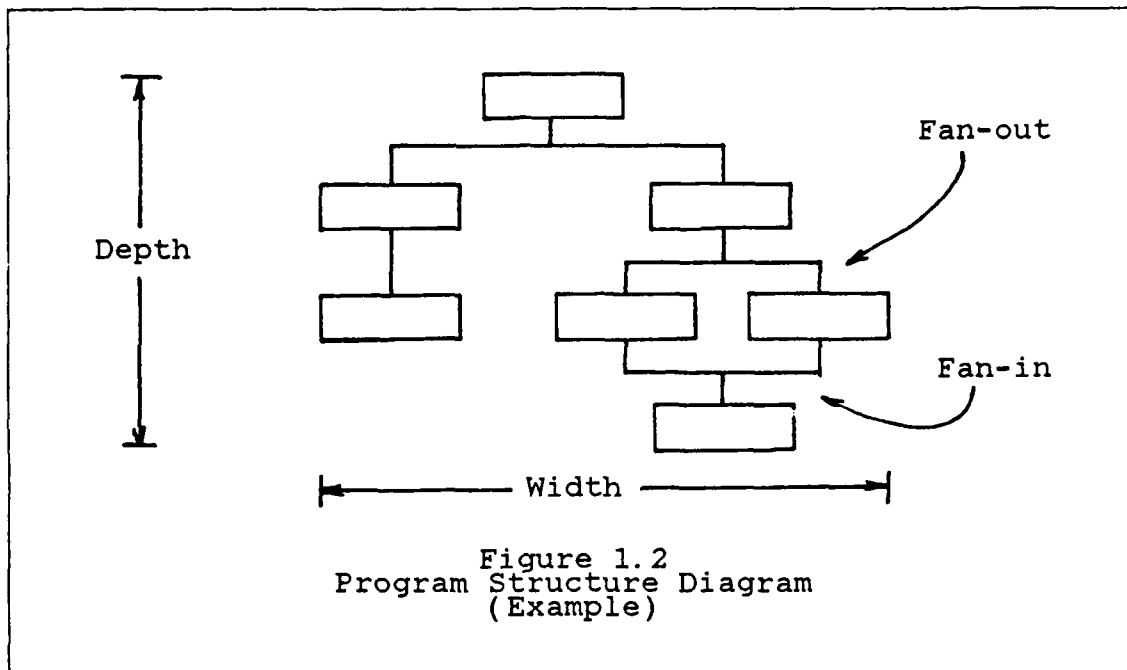 Fan-out
Depth
Fan-in
Width
Figure 1.2
Program Structure Diagram
(Example)